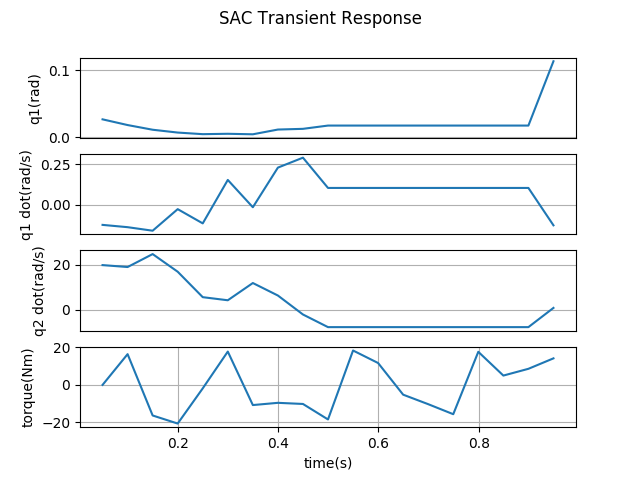 SAC Transient Response
0.1
0.0
q1(rad)
0.25
0.00
q1 dot(rad/s)
20
0
q2 dot(rad/s)
20
0
−20
torque(Nm)
0.2 0.4 0.6 0.8
time(s)